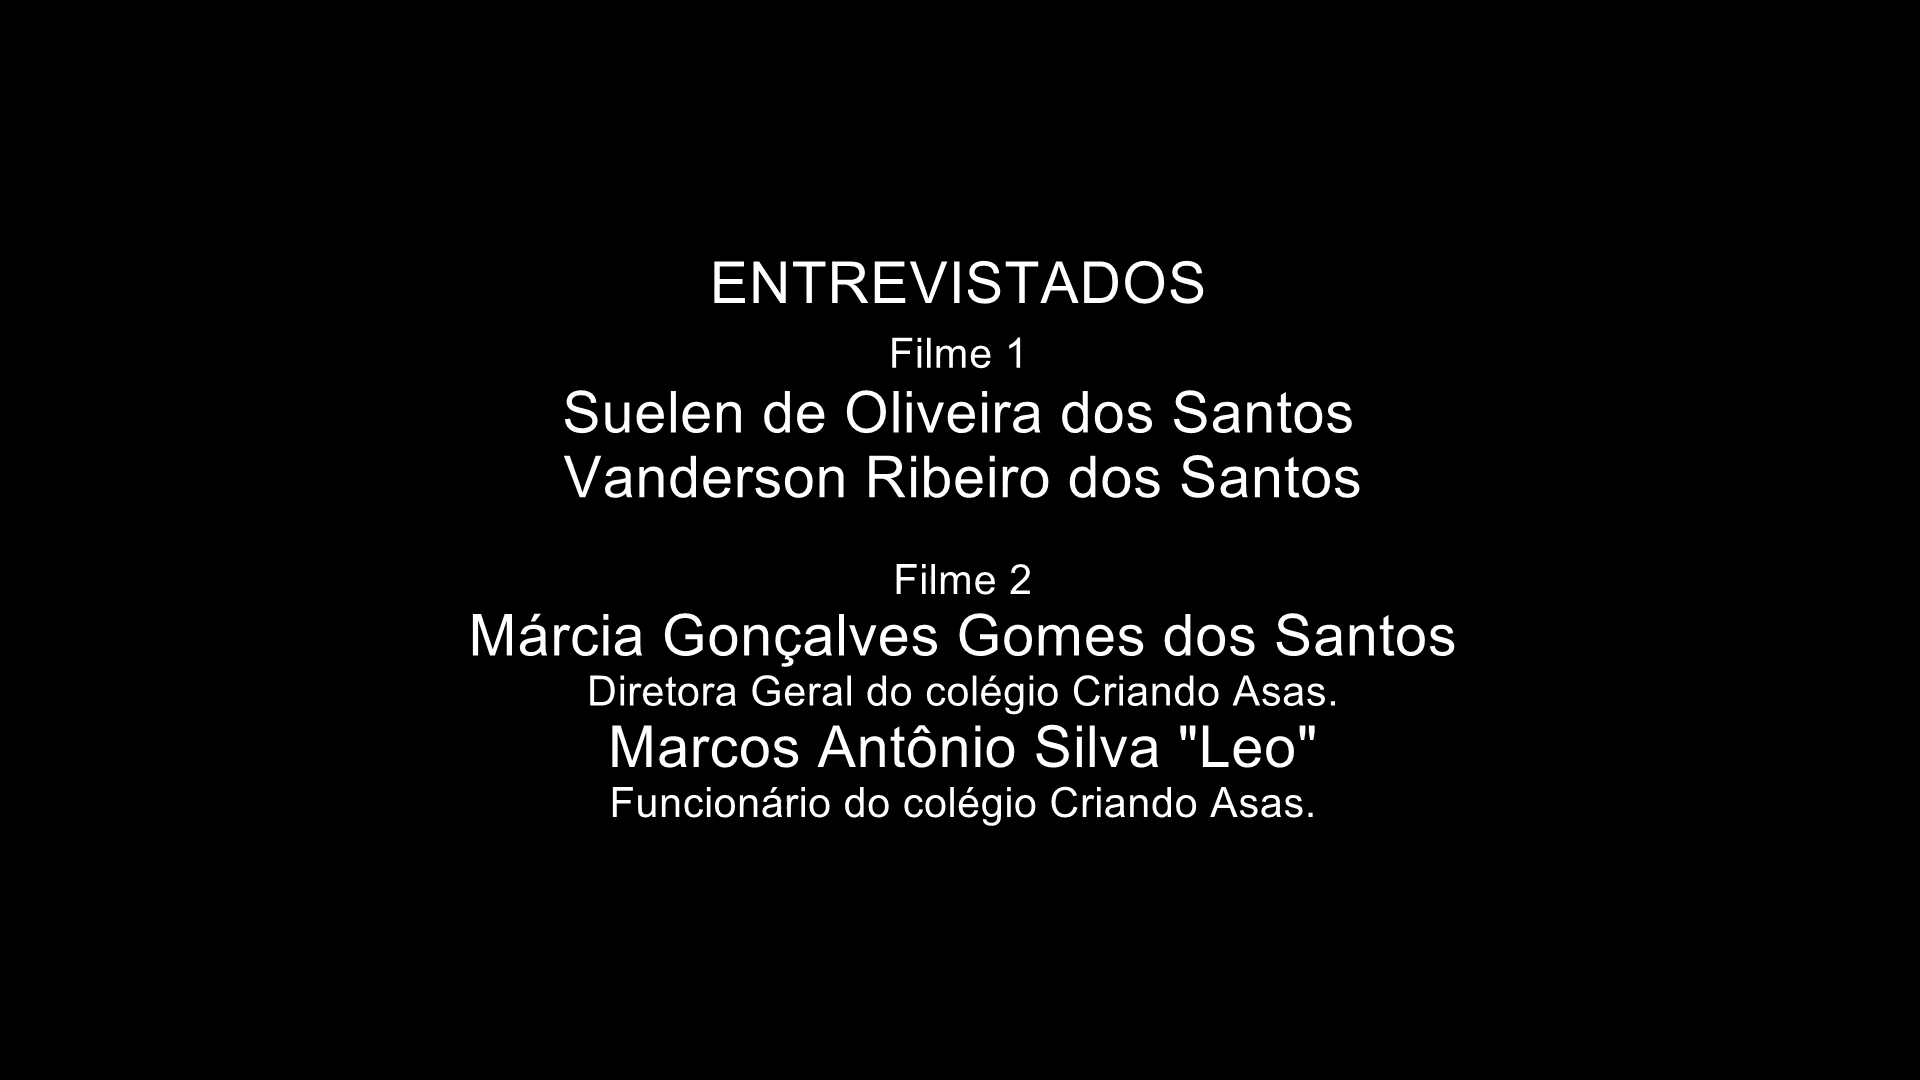 ENTREVISTADOS
Filme 1
Suelen de Oliveira dos Santos
Vanderson Ribeiro dos Santos
Filme 2
Márcia Gonçalves Gomes dos Santos
Diretora Geral do colégio Criando Asas.
Marcos Antônio Silva "Leo"
Funcionário do colégio Criando Asas.